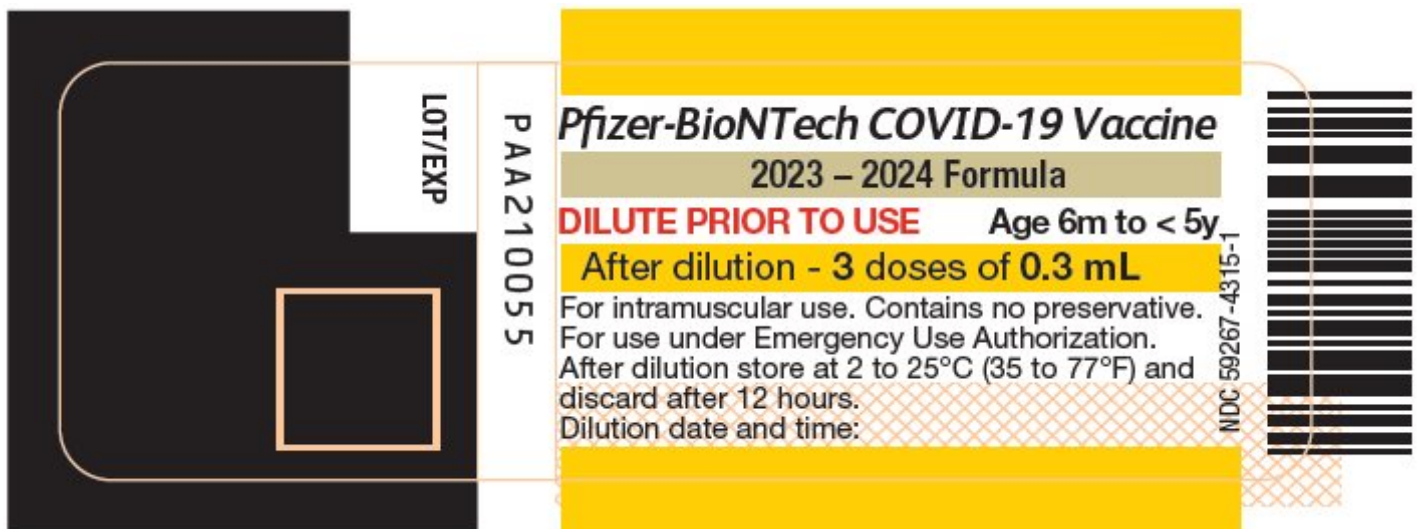 LOT/EXP
PAA210055
Pfizer-BioNTech COVID-19 Vaccine
2023 – 2024 Formula
DILUTE PRIOR TO USE Age 6m to < 5y
After dilution - 3 doses of 0.3 mL
For intramuscular use. Contains no preservative.
For use under Emergency Use Authorization.
After dilution store at 2 to 25°C (35 to 77°F) and
discard after 12 hours.
Dilution date and time:
NDC 59267-4315-1